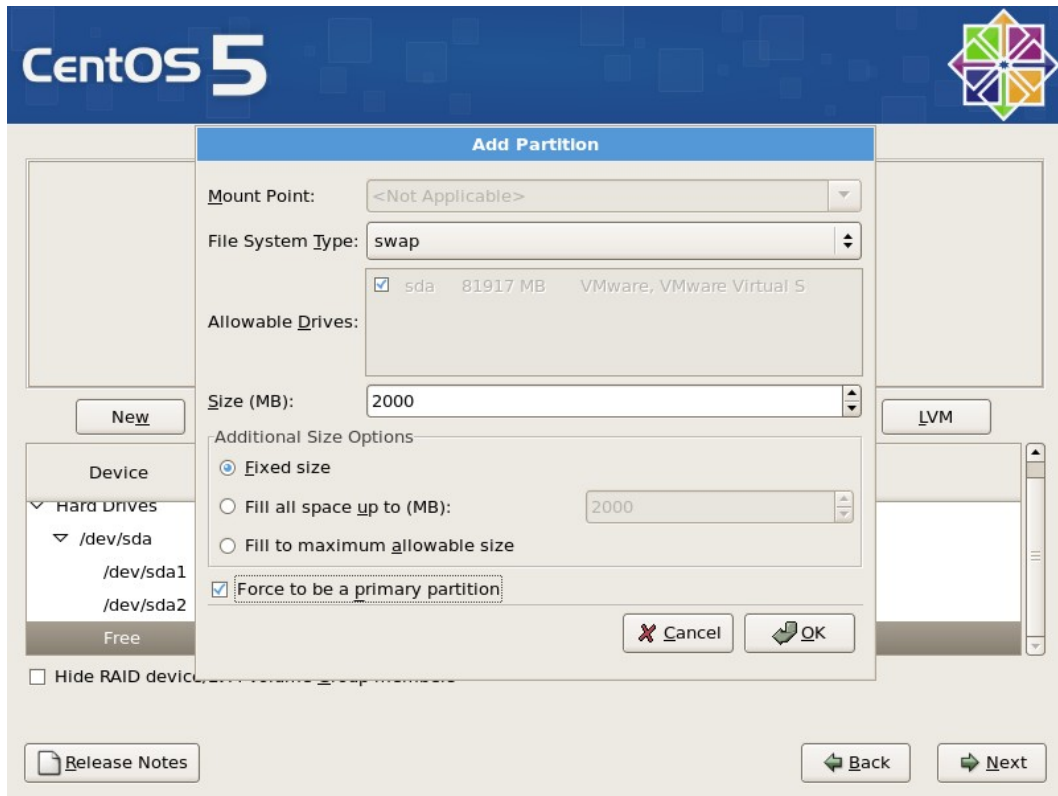 CentOS 5
Add Partition
Mount Point: <Not Applicable>
File System Type: swap
sda 81917 MB VMware, VMware Virtual S
Allowable Drives:
Size (MB): 2000
New
LVM
Additional Size Options
Device
Fixed size
Hard Drives
Fill all space up to (MB): 2000
/dev/sda
Fill to maximum allowable size
/dev/sda1
Force to be a primary partition
/dev/sda2
Free
Cancel
OK
Hide RAID device
Release Notes
Back
Next